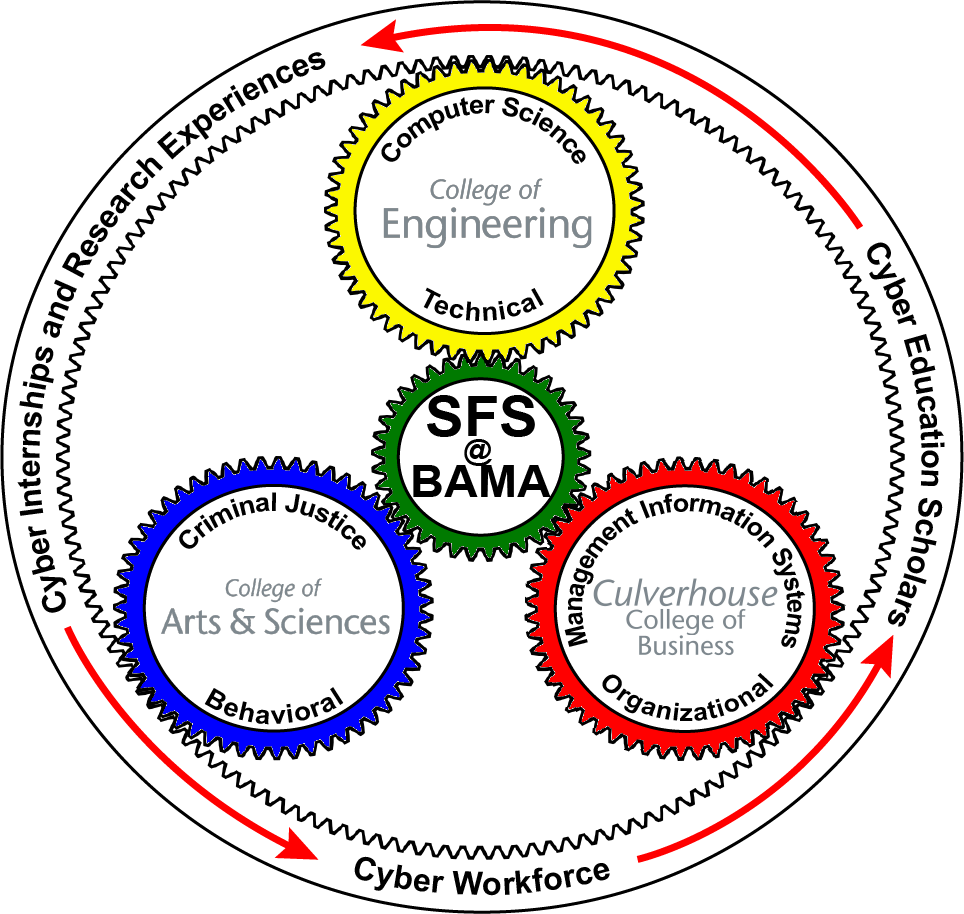 Cyber Internships and Research Experiences
Cyber Education Scholars
Cyber Workforce
Computer Science
College of
Engineering
Technical
SFS
@
BAMA
Criminal Justice
College of
Arts & Sciences
Behavioral
Management Information Systems
Culverhouse
College of
Business
Organizational